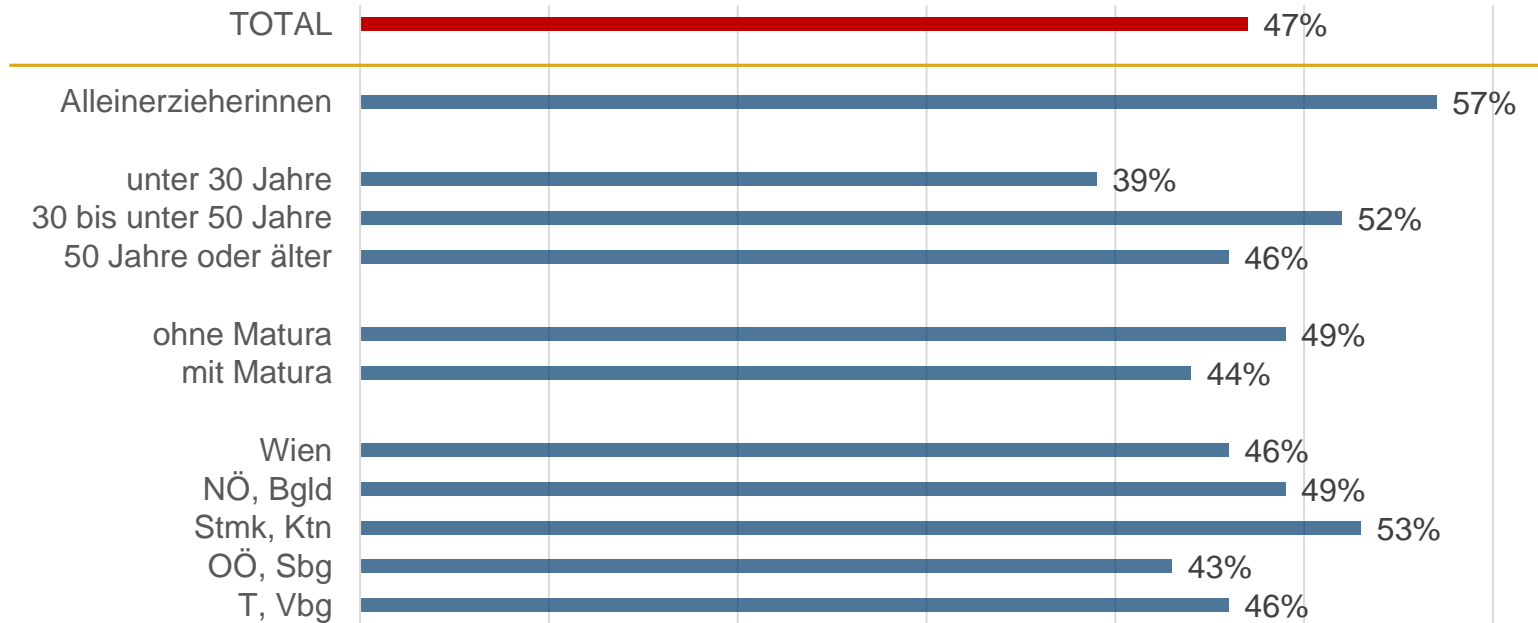 TOTAL 47%
Alleinerzieherinnen 57%
unter 30 Jahre 39%
30 bis unter 50 Jahre 52%
50 Jahre oder älter 46%
ohne Matura 49%
mit Matura 44%
Wien 46%
NÖ, Bgld 49%
Stmk, Ktn 53%
OÖ, Sbg 43%
T, Vbg 46%